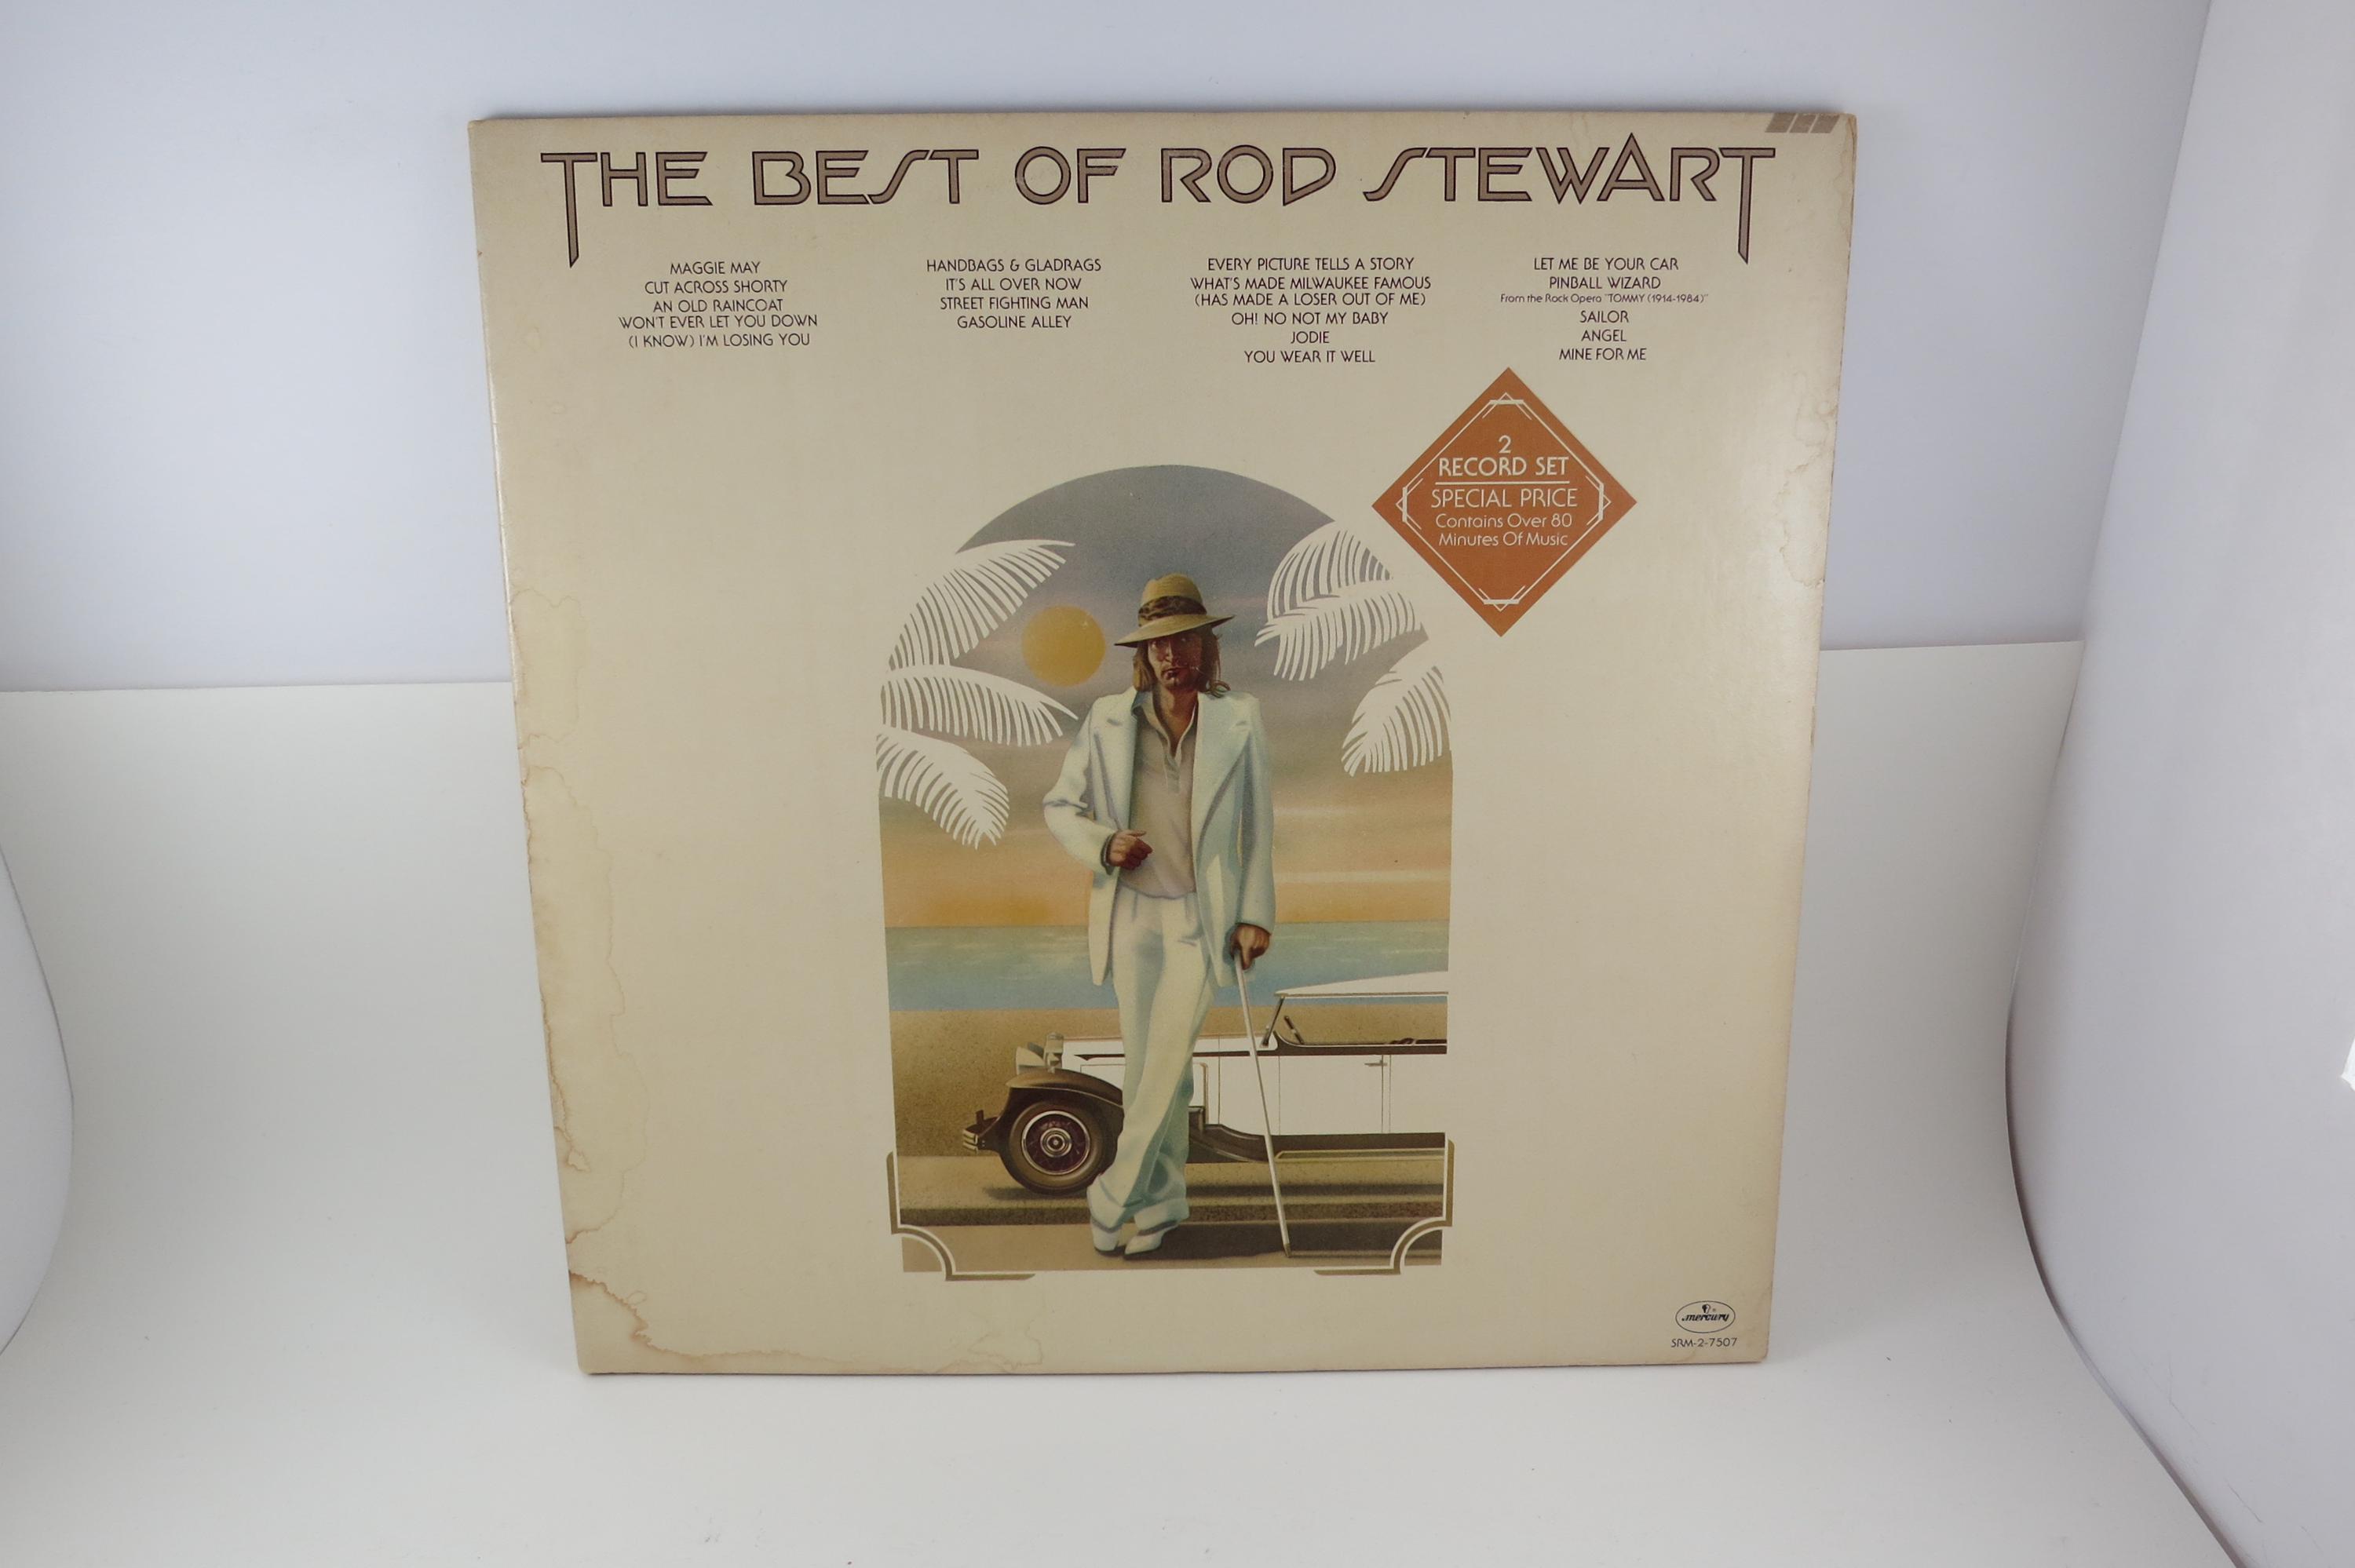 THE BEST OF ROD STEWART
MAGGIE MAY
CUT ACROSS SHORTY
AN OLD RAINCOAT
WON'T EVER LET YOU DOWN
(I KNOW) I'M LOSING YOU
HANDBAGS & GLADRAGS
IT'S ALL OVER NOW
STREET FIGHTING MAN
GASOLINE ALLEY
EVERY PICTURE TELLS A STORY
WHAT'S MADE MILWAUKEE FAMOUS
(HAS MADE A LOSER OUT OF ME)
OH! NO NOT MY BABY
JODIE
YOU WEAR IT WELL
LET ME BE YOUR CAR
PINBALL WIZARD
From the Rock Opera "TOMMY (1914-1984)"
SAILOR
ANGEL
MINE FOR ME
2
RECORD SET
SPECIAL PRICE
Contains Over 80
Minutes Of Music
mercury
SRM-2-7507